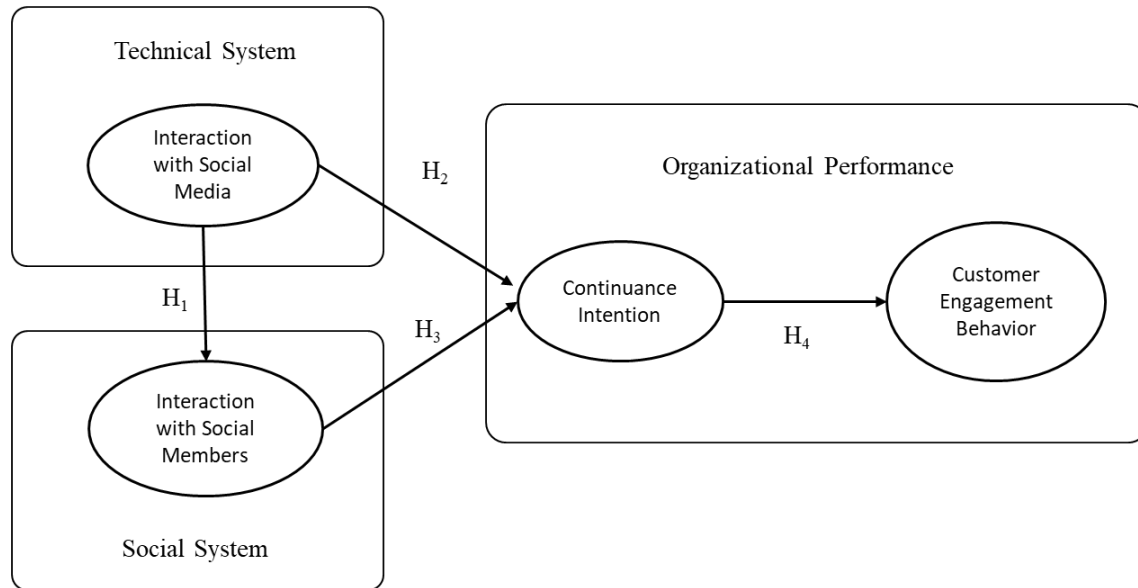 Technical System
Interaction
with Social
Media
H₁
Interaction
with Social
Members
Social System
H₂
H₃
Organizational Performance
Continuance
Intention
H₄
Customer
Engagement
Behavior